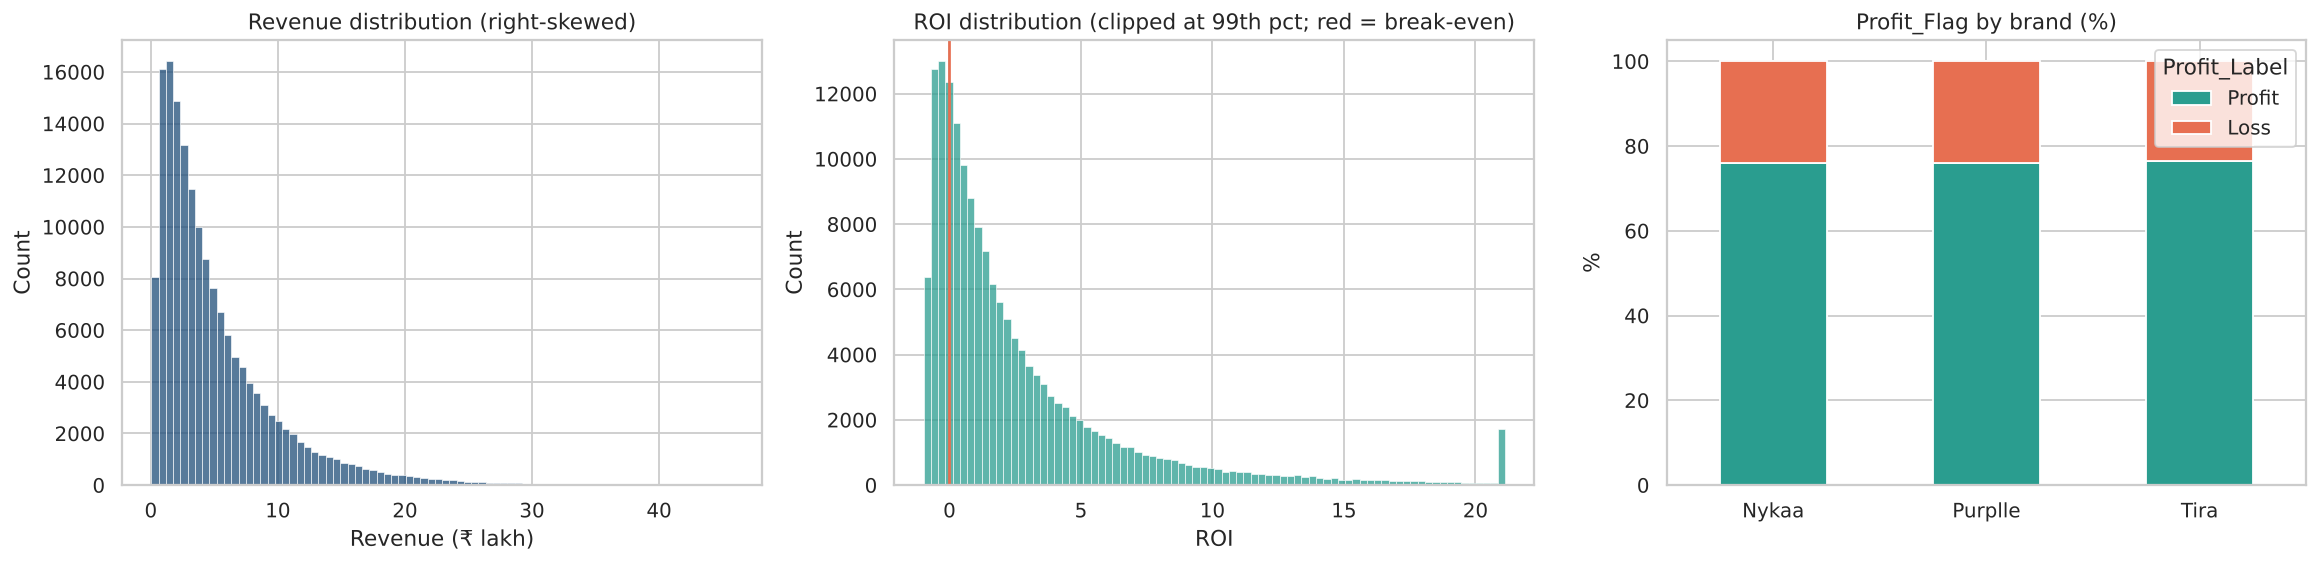 Revenue distribution (right-skewed)
16000
14000
12000
10000
8000
6000
4000
2000
0
Count
0 10 20 30 40
Revenue (₹ lakh)
ROI distribution (clipped at 99th pct; red = break-even)
12000
10000
8000
6000
4000
2000
0
Count
0 5 10 15 20
ROI
Profit_Flag by brand (%)
100
80
60
40
20
0
%
Profit_Label
Profit
Loss
Nykaa Purplle Tira